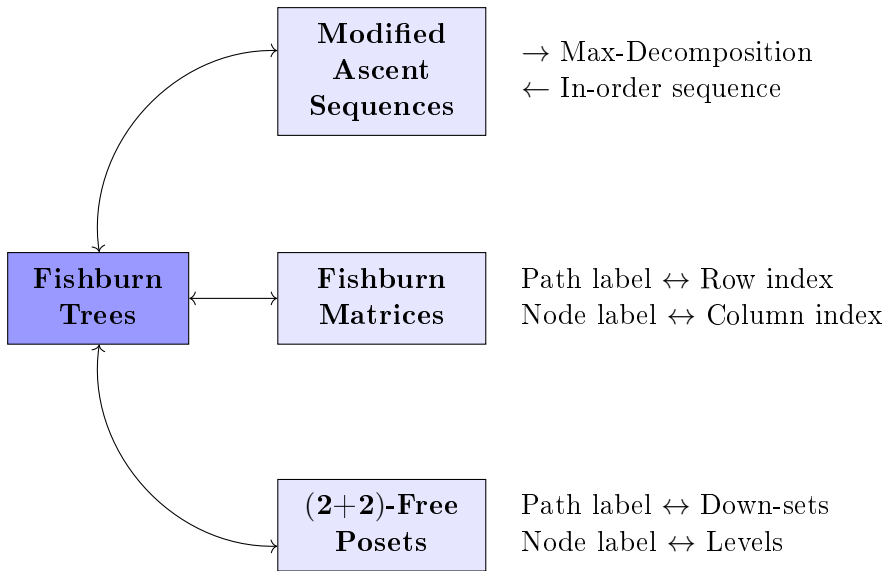 Modified
Ascent
Sequences
→ Max-Decomposition
← In-order sequence
Fishburn
Trees
Fishburn
Matrices
Path label ↔ Row index
Node label ↔ Column index
(2+2)-Free
Posets
Path label ↔ Down-sets
Node label ↔ Levels